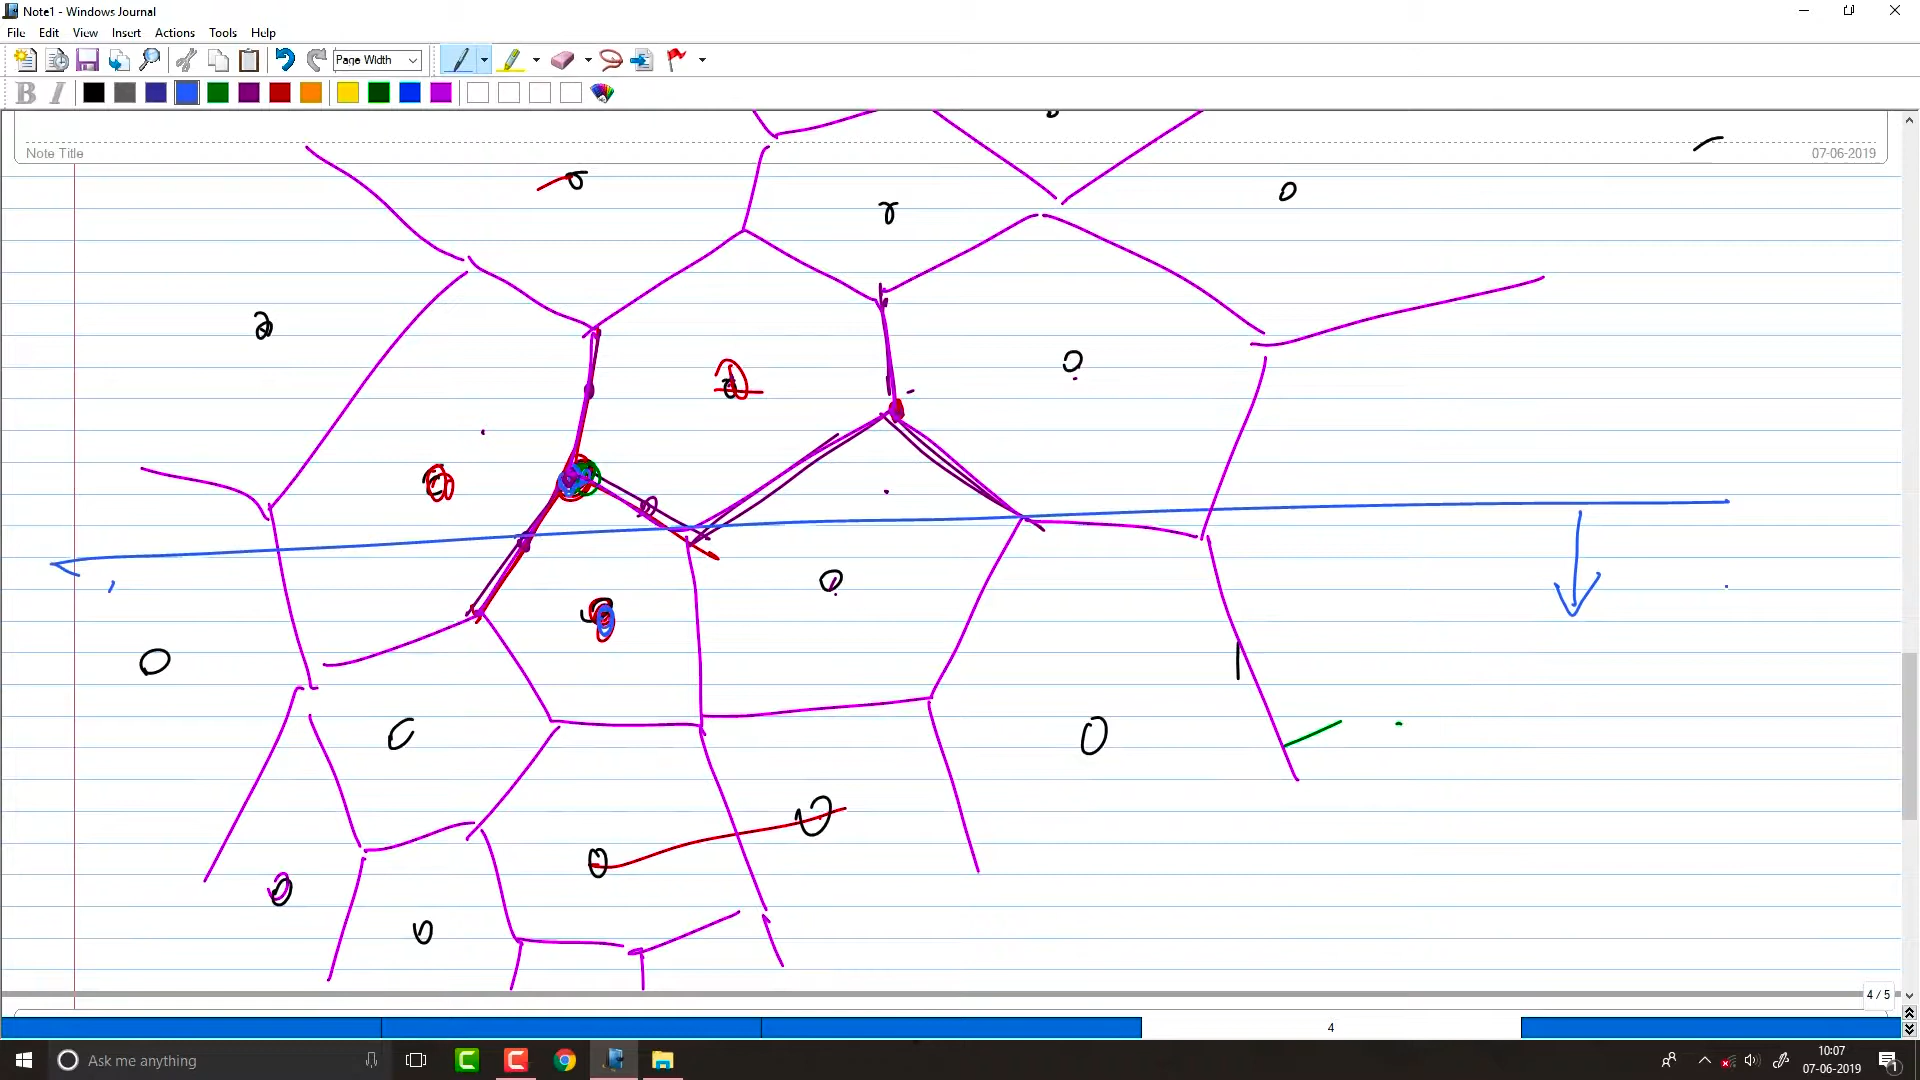 Note1 - Windows Journal
File Edit View Insert Actions Tools Help
Page Width
B I
Note Title
07-06-2019
4 / 5
4
Ask me anything
10:07
07-06-2019
1